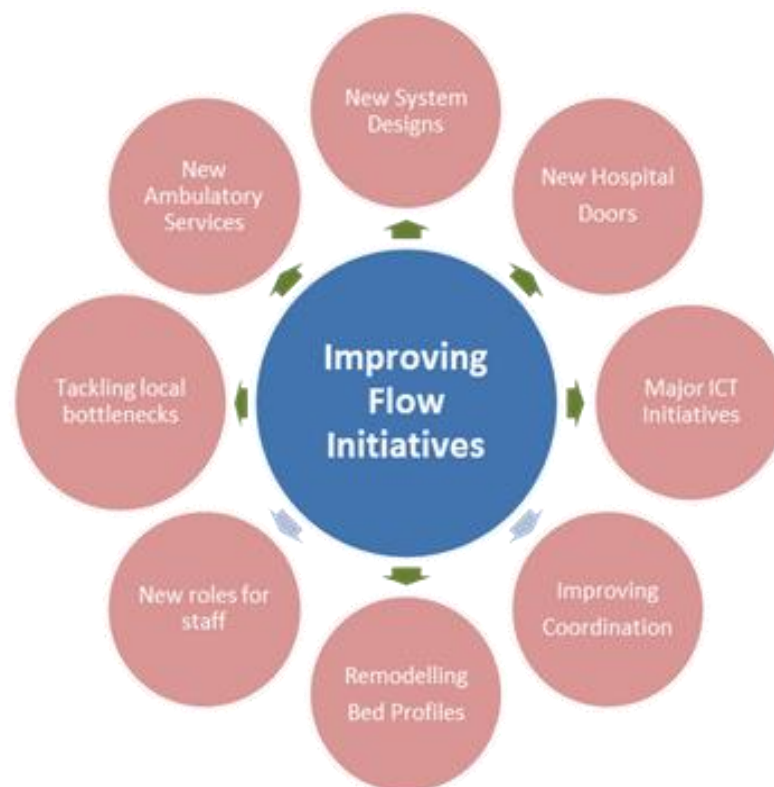 New System
Designs
New Hospital
Doors
Major ICT
Initiatives
Improving
Coordination
Remodelling
Bed Profiles
New roles for
staff
Tackling local
bottlenecks
New
Ambulatory
Services
Improving
Flow
Initiatives